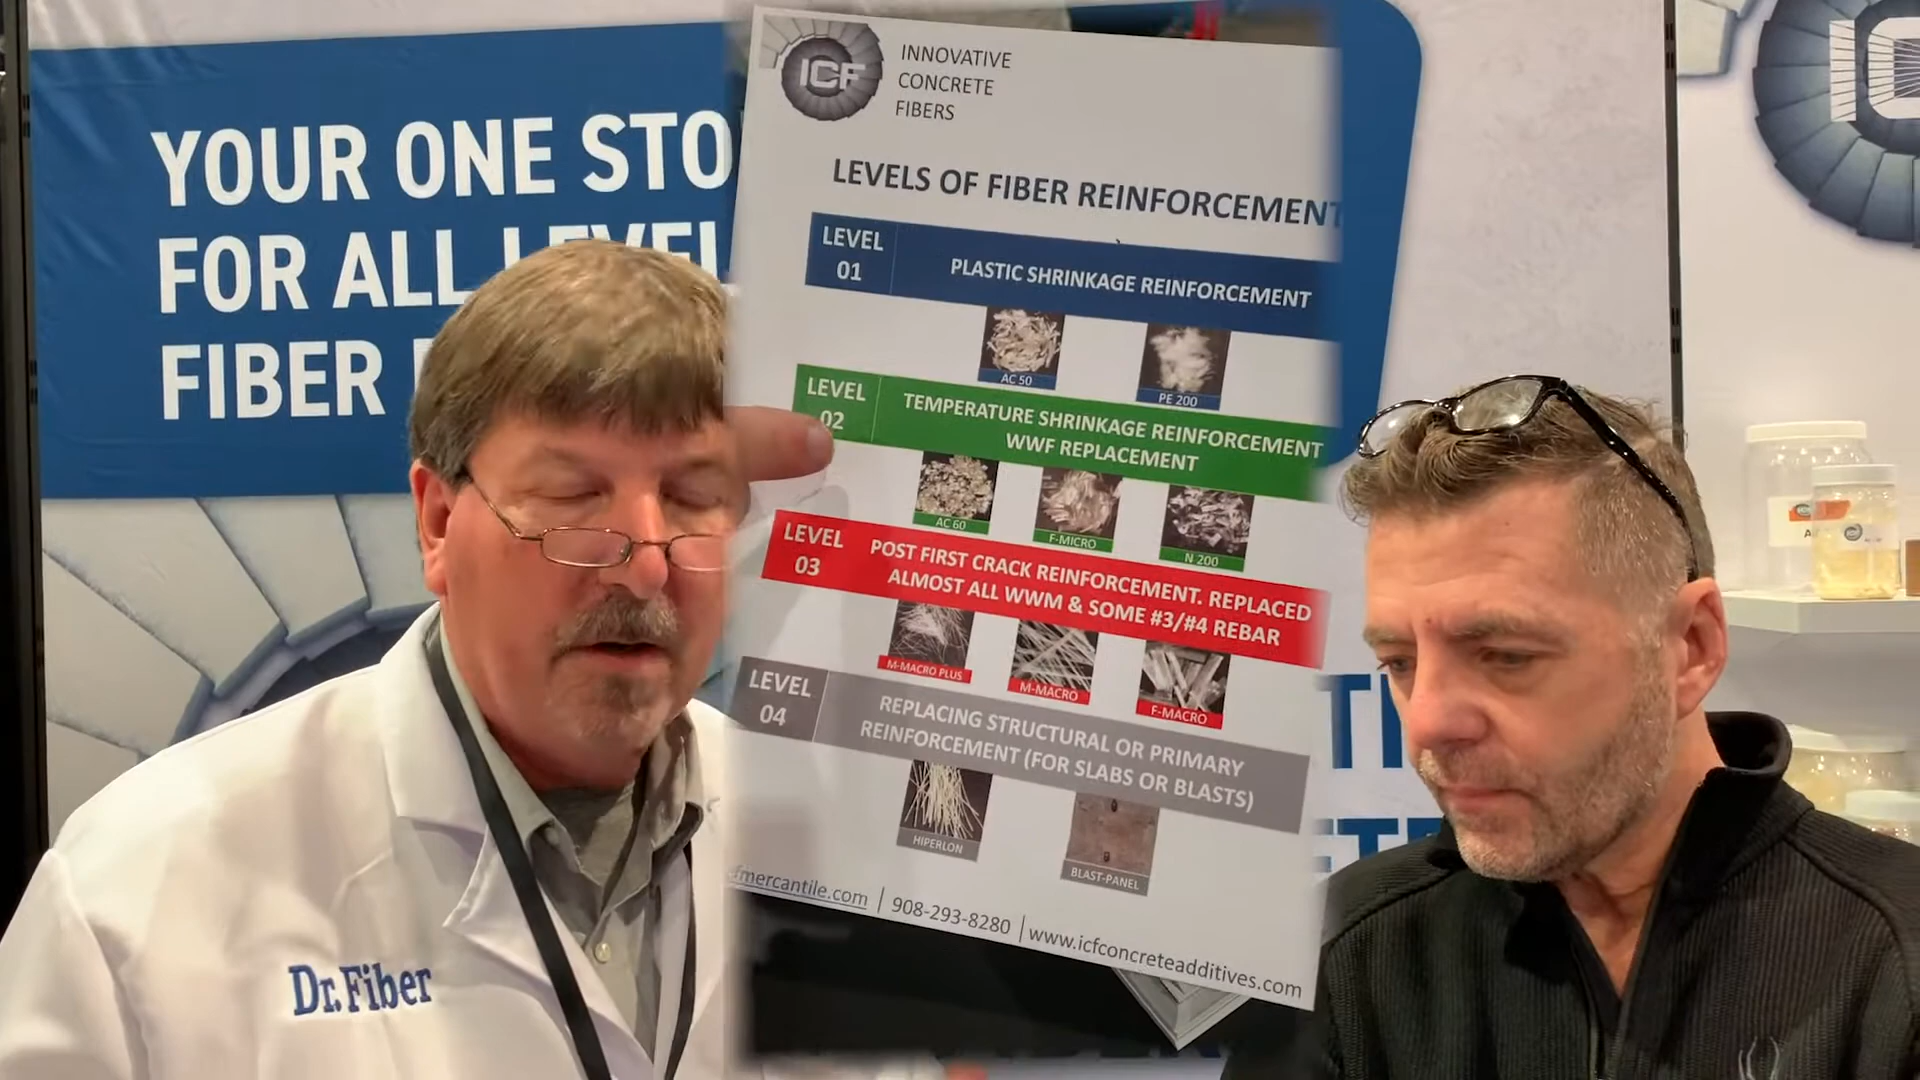 YOUR ONE
FOR ALL
FIBER
ICF
INNOVATIVE
CONCRETE
FIBERS
LEVELS OF FIBER REINFORCEMENT
LEVEL
01
PLASTIC SHRINKAGE REINFORCEMENT
AC 50
PE 200
LEVEL
02
TEMPERATURE SHRINKAGE REINFORCEMENT
WWF REPLACEMENT
AC 60
F-MICRO
N 200
LEVEL
03
POST FIRST CRACK REINFORCEMENT. REPLACED
ALMOST ALL WWM & SOME #3/#4 REBAR
M-MACRO PLUS
M-MACRO
F-MACRO
LEVEL
04
REPLACING STRUCTURAL OR PRIMARY
REINFORCEMENT (FOR SLABS OR BLASTS)
HIPERLON
BLAST-PANEL
fmercantile.com | 908-293-8280 | www.icfconcreteadditives.com
Dr. Fiber